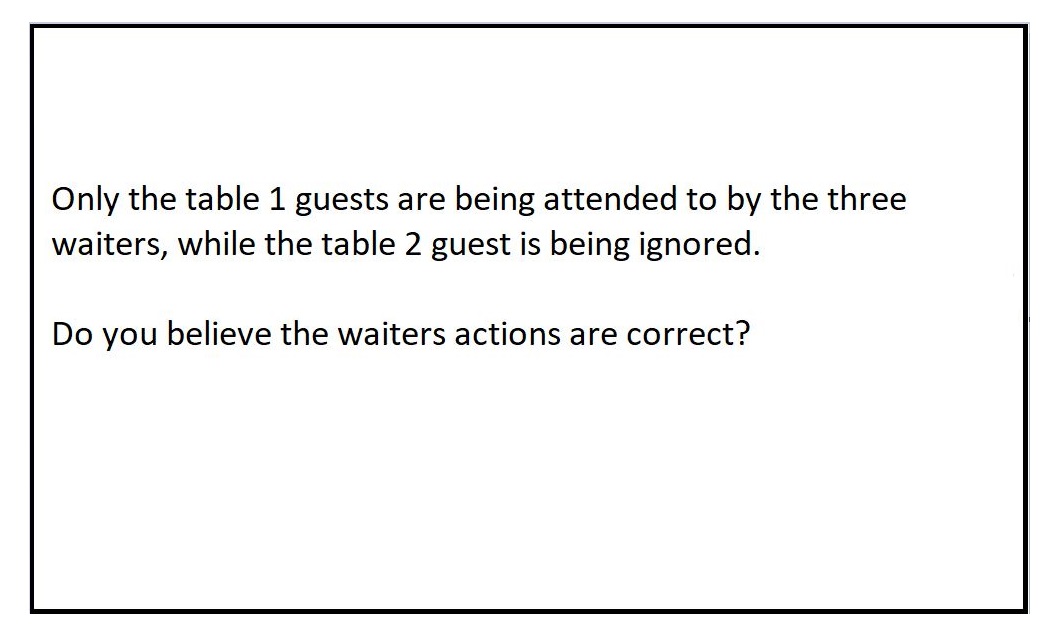 Only the table 1 guests are being attended to by the three
waiters, while the table 2 guest is being ignored.
Do you believe the waiters actions are correct?